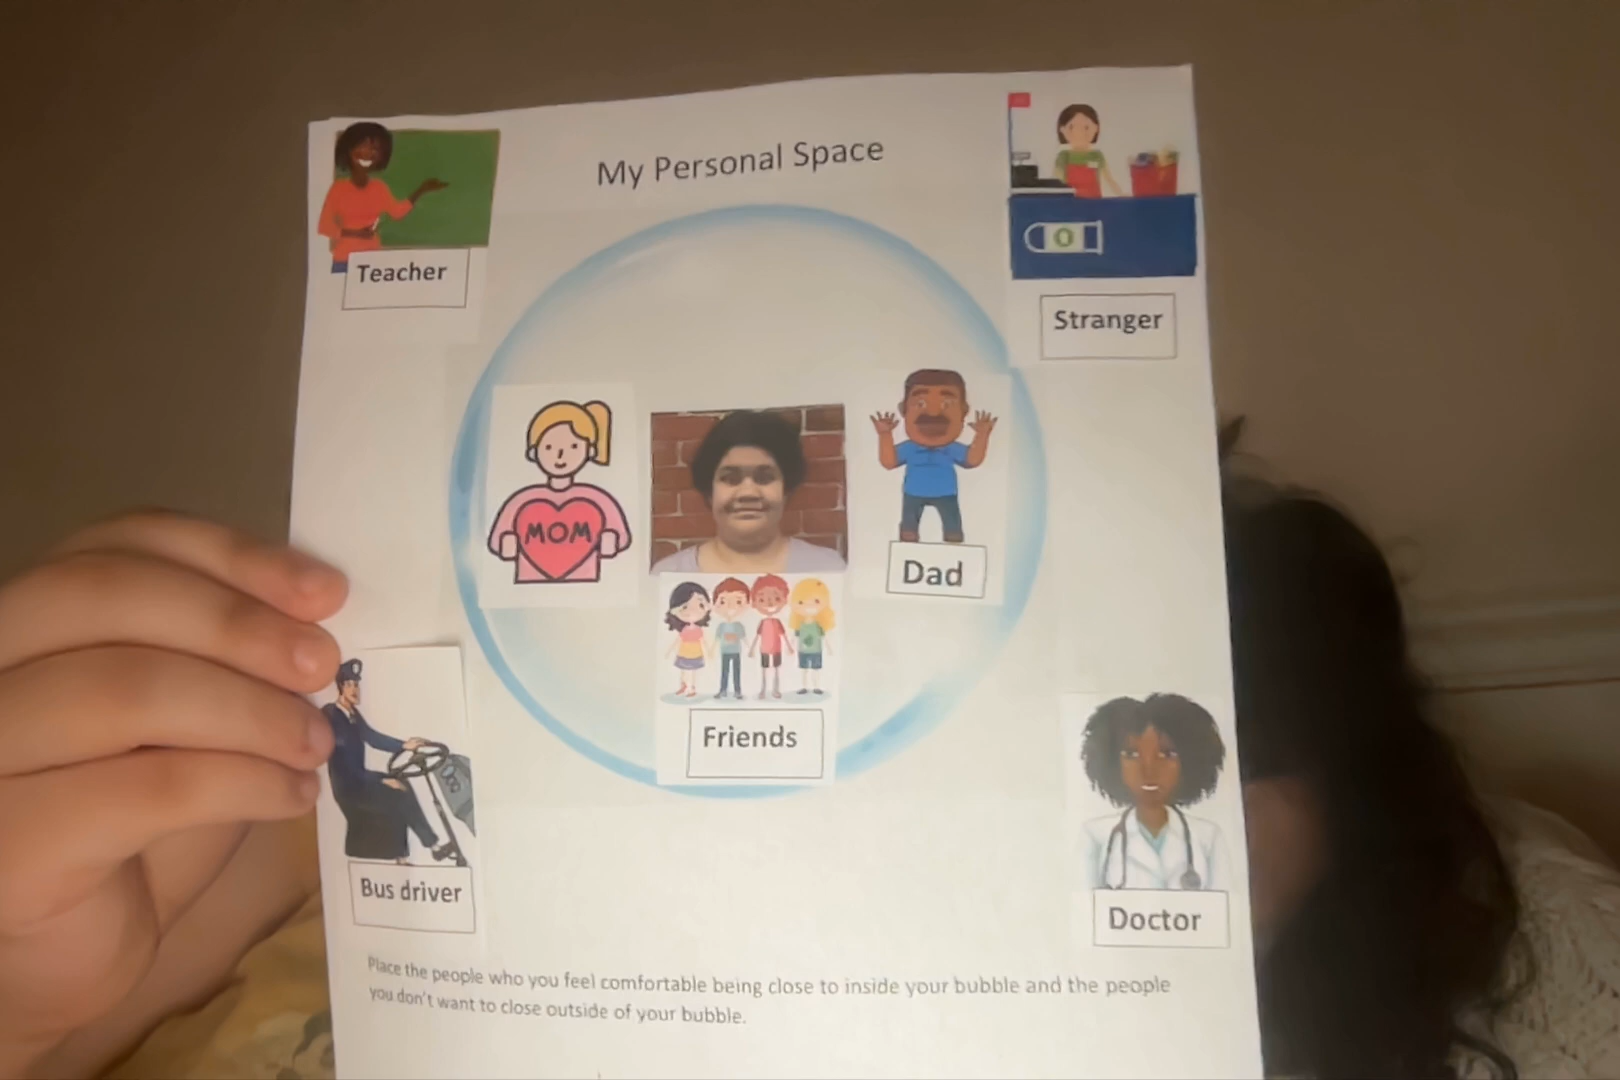 My Personal Space
Teacher
Stranger
MOM
Dad
Friends
Bus driver
Doctor
Place the people who you feel comfortable being close to inside your bubble and the people
you don't want to close outside of your bubble.